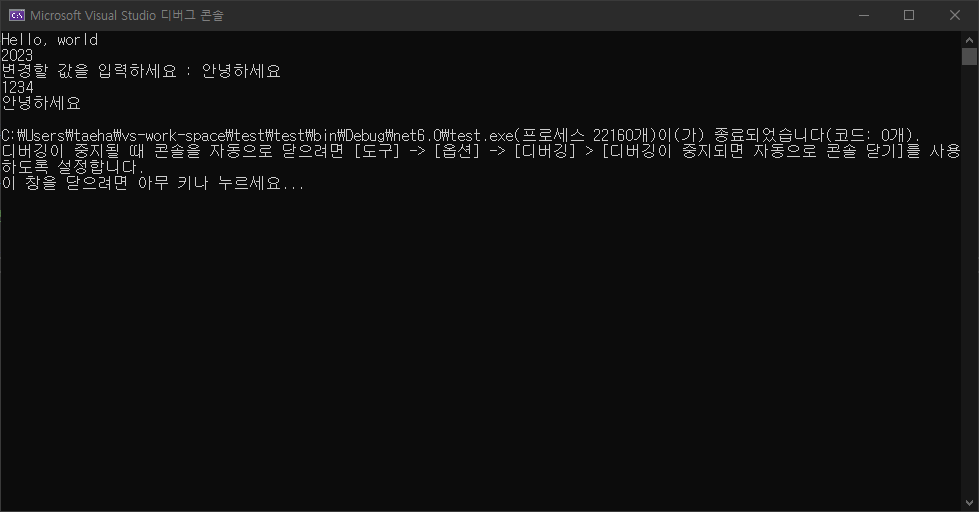 Microsoft Visual Studio 디버그 콘솔
Hello, world
2023
변경할 값을 입력하세요 : 안녕하세요
1234
안녕하세요
C:₩Users₩taeha₩vs-work-space₩test₩test₩bin₩Debug₩net6.0₩test.exe(프로세스 22160개)이(가) 종료되었습니다(코드: 0개).
디버깅이 중지될 때 콘솔을 자동으로 닫으려면 [도구] -> [옵션] -> [디버깅] > [디버깅이 중지되면 자동으로 콘솔 닫기]를 사용
하도록 설정합니다.
이 창을 닫으려면 아무 키나 누르세요...